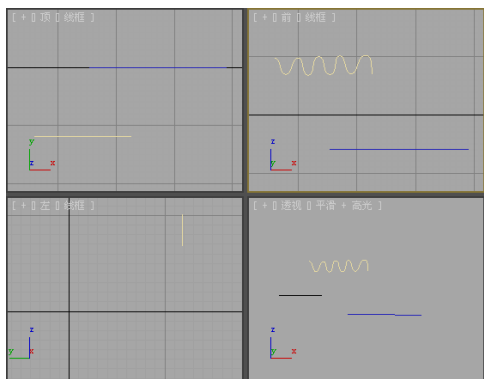 [ + ▯ 顶 ▯ 线框 ]
[ + ▯ 前 ▯ 线框 ]
y
z
x
z
y
x
[ + ▯ 左 ▯ 线框 ]
[ + ▯ 透视 ▯ 平滑 + 高光 ]
z
y
x
z
y
x